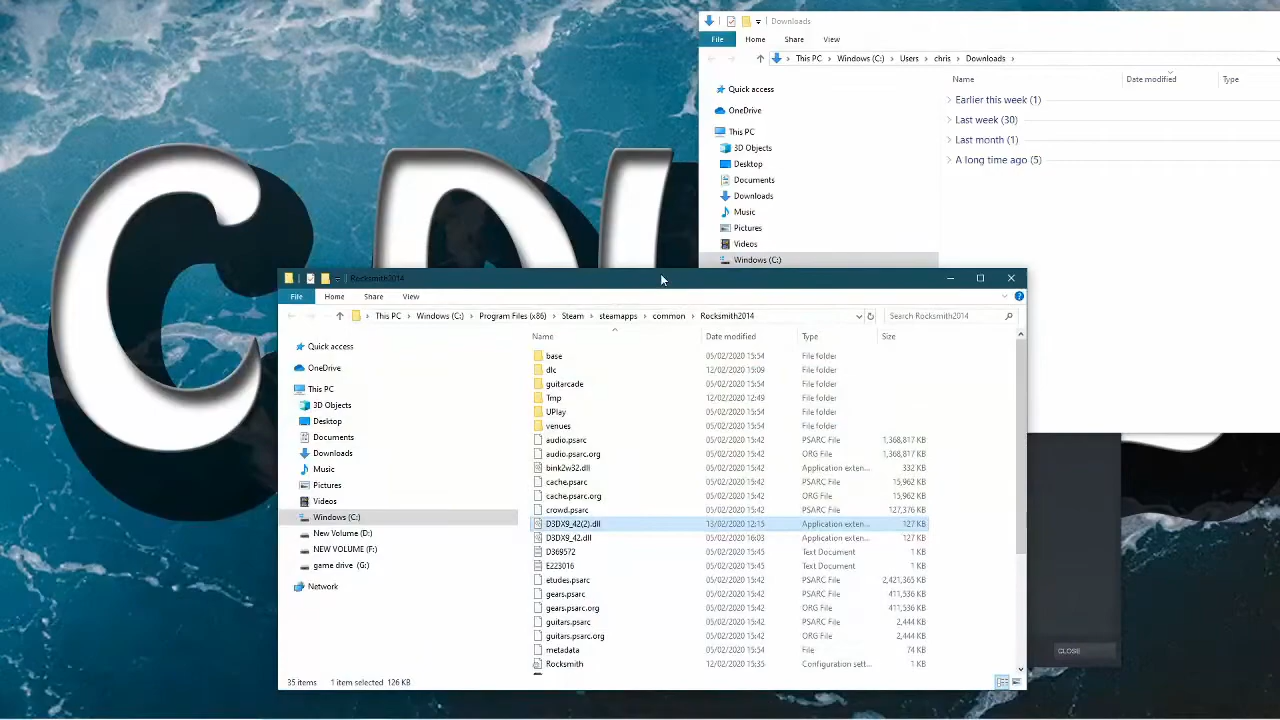 Downloads
File Home Share View
This PC > Windows (C:) > Users > chris > Downloads >
Name Date modified Type
Quick access
Earlier this week (1)
OneDrive
Last week (30)
This PC
Last month (1)
3D Objects
A long time ago (5)
Desktop
Documents
Downloads
Music
Pictures
Videos
Windows (C:)
Rocksmith2014
File Home Share View
This PC > Windows (C:) > Program Files (x86) > Steam > steamapps > common > Rocksmith2014
Search Rocksmith2014
Name Date modified Type Size
Quick access
OneDrive
This PC
3D Objects
Desktop
Documents
Downloads
Music
Pictures
Videos
Windows (C:)
New Volume (D:)
NEW VOLUME (F:)
game drive (G:)
Network
base 05/02/2020 15:54 File folder
dlc 12/02/2020 15:09 File folder
guitarcade 05/02/2020 15:54 File folder
Tmp 12/02/2020 12:49 File folder
UPlay 05/02/2020 15:54 File folder
venues 05/02/2020 15:54 File folder
audio.psarc 05/02/2020 15:42 PSARC File 1,368,817 KB
audio.psarc.org 05/02/2020 15:42 ORG File 1,368,817 KB
bink2w32.dll 05/02/2020 15:42 Application exten... 332 KB
cache.psarc 05/02/2020 15:42 PSARC File 15,962 KB
cache.psarc.org 05/02/2020 15:42 ORG File 15,962 KB
crowd.psarc 05/02/2020 15:42 PSARC File 127,376 KB
D3DX9_42(2).dll 13/02/2020 12:15 Application exten... 127 KB
D3DX9_42.dll 05/02/2020 16:03 Application exten... 127 KB
D369572 05/02/2020 15:45 Text Document 1 KB
E223016 05/02/2020 15:45 Text Document 1 KB
etudes.psarc 05/02/2020 15:42 PSARC File 2,421,365 KB
gears.psarc 05/02/2020 15:42 PSARC File 411,536 KB
gears.psarc.org 05/02/2020 15:42 ORG File 411,536 KB
guitars.psarc 05/02/2020 15:42 PSARC File 2,444 KB
guitars.psarc.org 05/02/2020 15:42 ORG File 2,444 KB
metadata 05/02/2020 15:42 File 74 KB
Rocksmith 12/02/2020 15:35 Configuration sett... 1 KB
35 items 1 item selected 126 KB
CLOSE